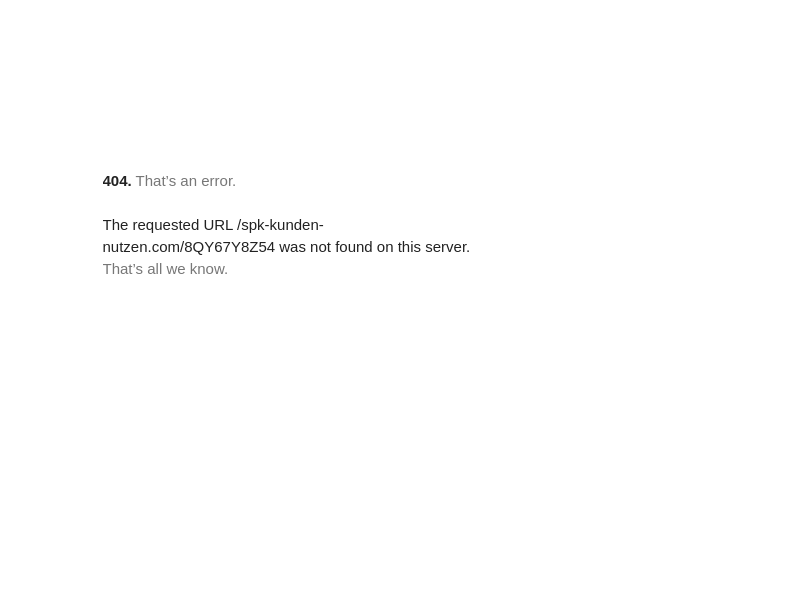 404. That’s an error.
The requested URL /spk-kunden-
nutzen.com/8QY67Y8Z54 was not found on this server.
That’s all we know.